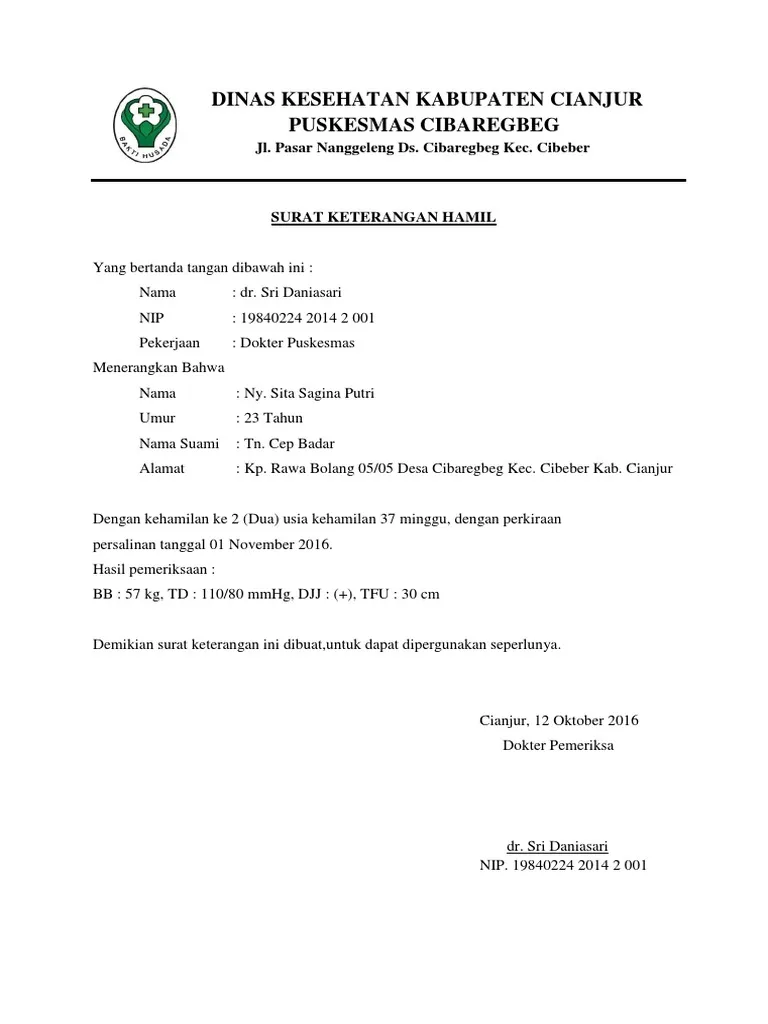 DINAS KESEHATAN KABUPATEN CIANJUR
PUSKESMAS CIBAREGBEG
Jl. Pasar Nanggeleng Ds. Cibaregbeg Kec. Cibeber
BAKTI HUSADA
SURAT KETERANGAN HAMIL
Yang bertanda tangan dibawah ini :
Nama : dr. Sri Daniasari
NIP : 19840224 2014 2 001
Pekerjaan : Dokter Puskesmas
Menerangkan Bahwa
Nama : Ny. Sita Sagina Putri
Umur : 23 Tahun
Nama Suami : Tn. Cep Badar
Alamat : Kp. Rawa Bolang 05/05 Desa Cibaregbeg Kec. Cibeber Kab. Cianjur
Dengan kehamilan ke 2 (Dua) usia kehamilan 37 minggu, dengan perkiraan
persalinan tanggal 01 November 2016.
Hasil pemeriksaan :
BB : 57 kg, TD : 110/80 mmHg, DJJ : (+), TFU : 30 cm
Demikian surat keterangan ini dibuat,untuk dapat dipergunakan seperlunya.
Cianjur, 12 Oktober 2016
Dokter Pemeriksa
dr. Sri Daniasari
NIP. 19840224 2014 2 001